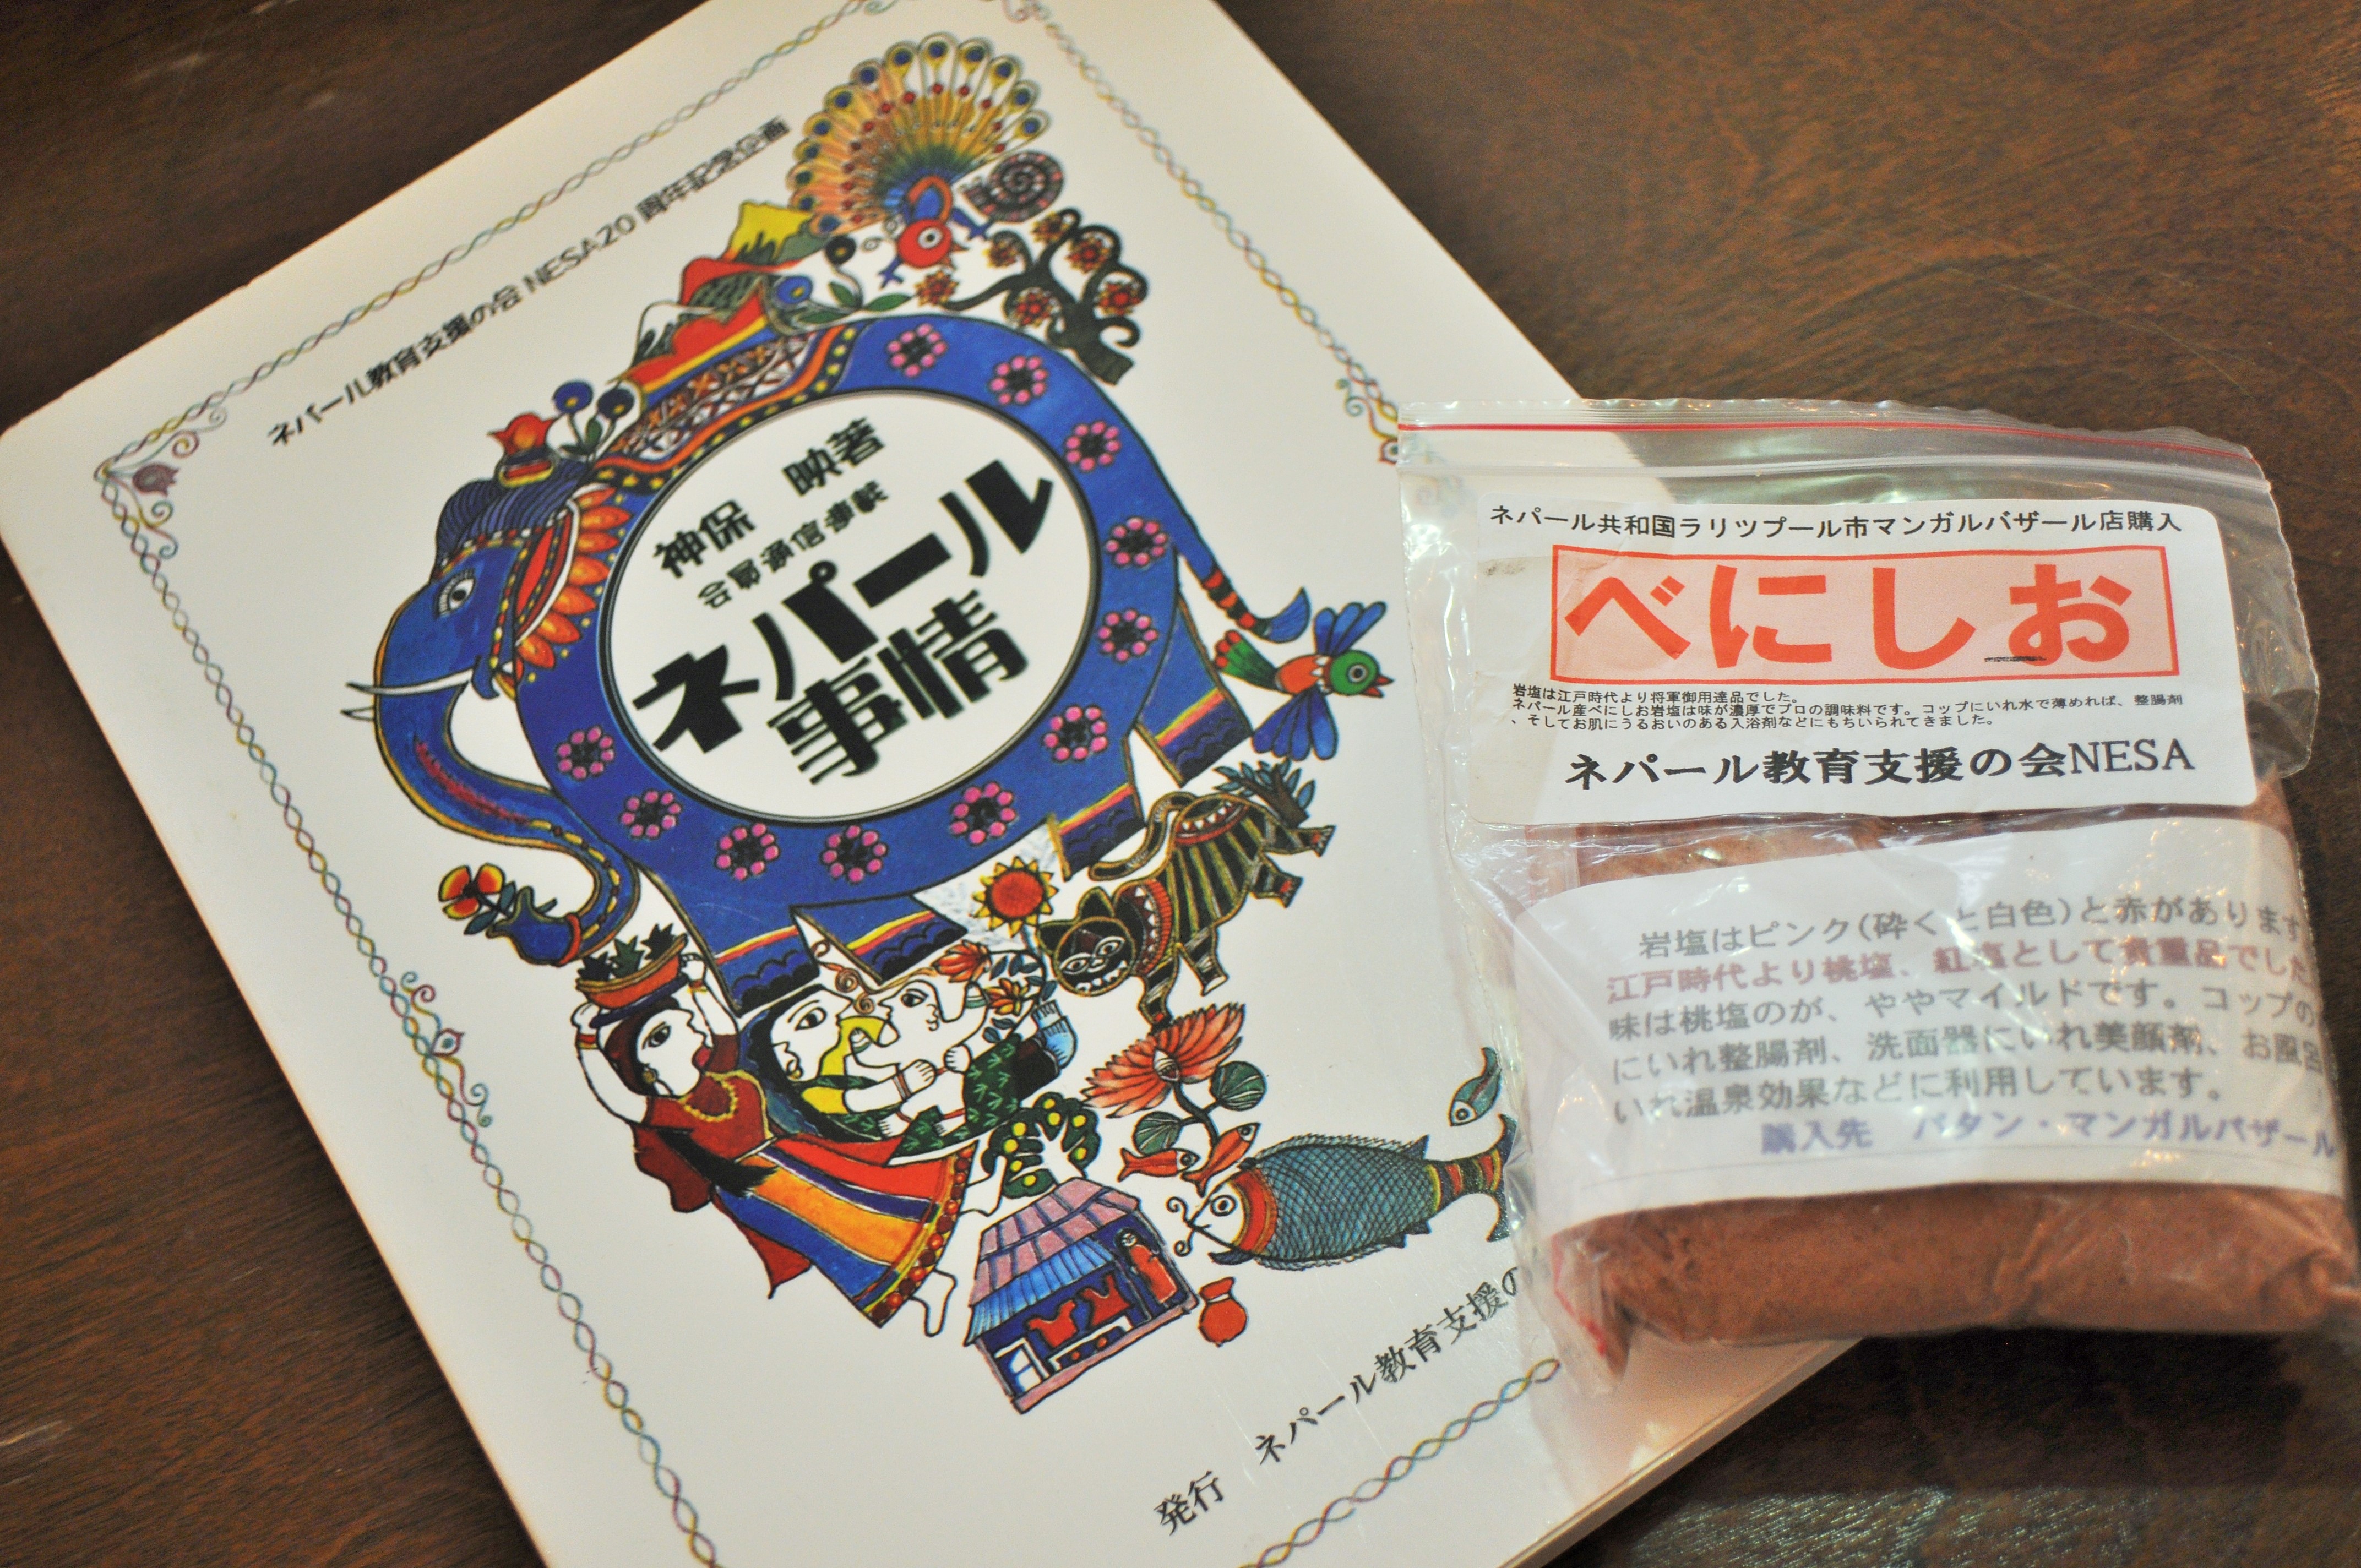 ネパール教育支援の会 NESA20 周年記念企画
神保 映著
会員通信連載
ネパール
事情
発行 ネパール教育支援の
ネパール共和国ラリツプール市マンガルバザール店購入
べにしお
岩塩は江戸時代より将軍御用達品でした。
ネパール産べにしお岩塩は味が濃厚でプロの調味料です。コップにいれ水で薄めれば、整腸剤
、そしてお肌にうるおいのある入浴剤などにもちいられてきました。
ネパール教育支援の会NESA
岩塩はピンク(砕くと白色)と赤があります
江戸時代より桃塩、紅塩として貴重品でした
味は桃塩のが、ややマイルドです。コップの
にいれ整腸剤、洗面器にいれ美顔剤、お風呂
いれ温泉効果などに利用しています。
購入先 パタン・マンガルバザール